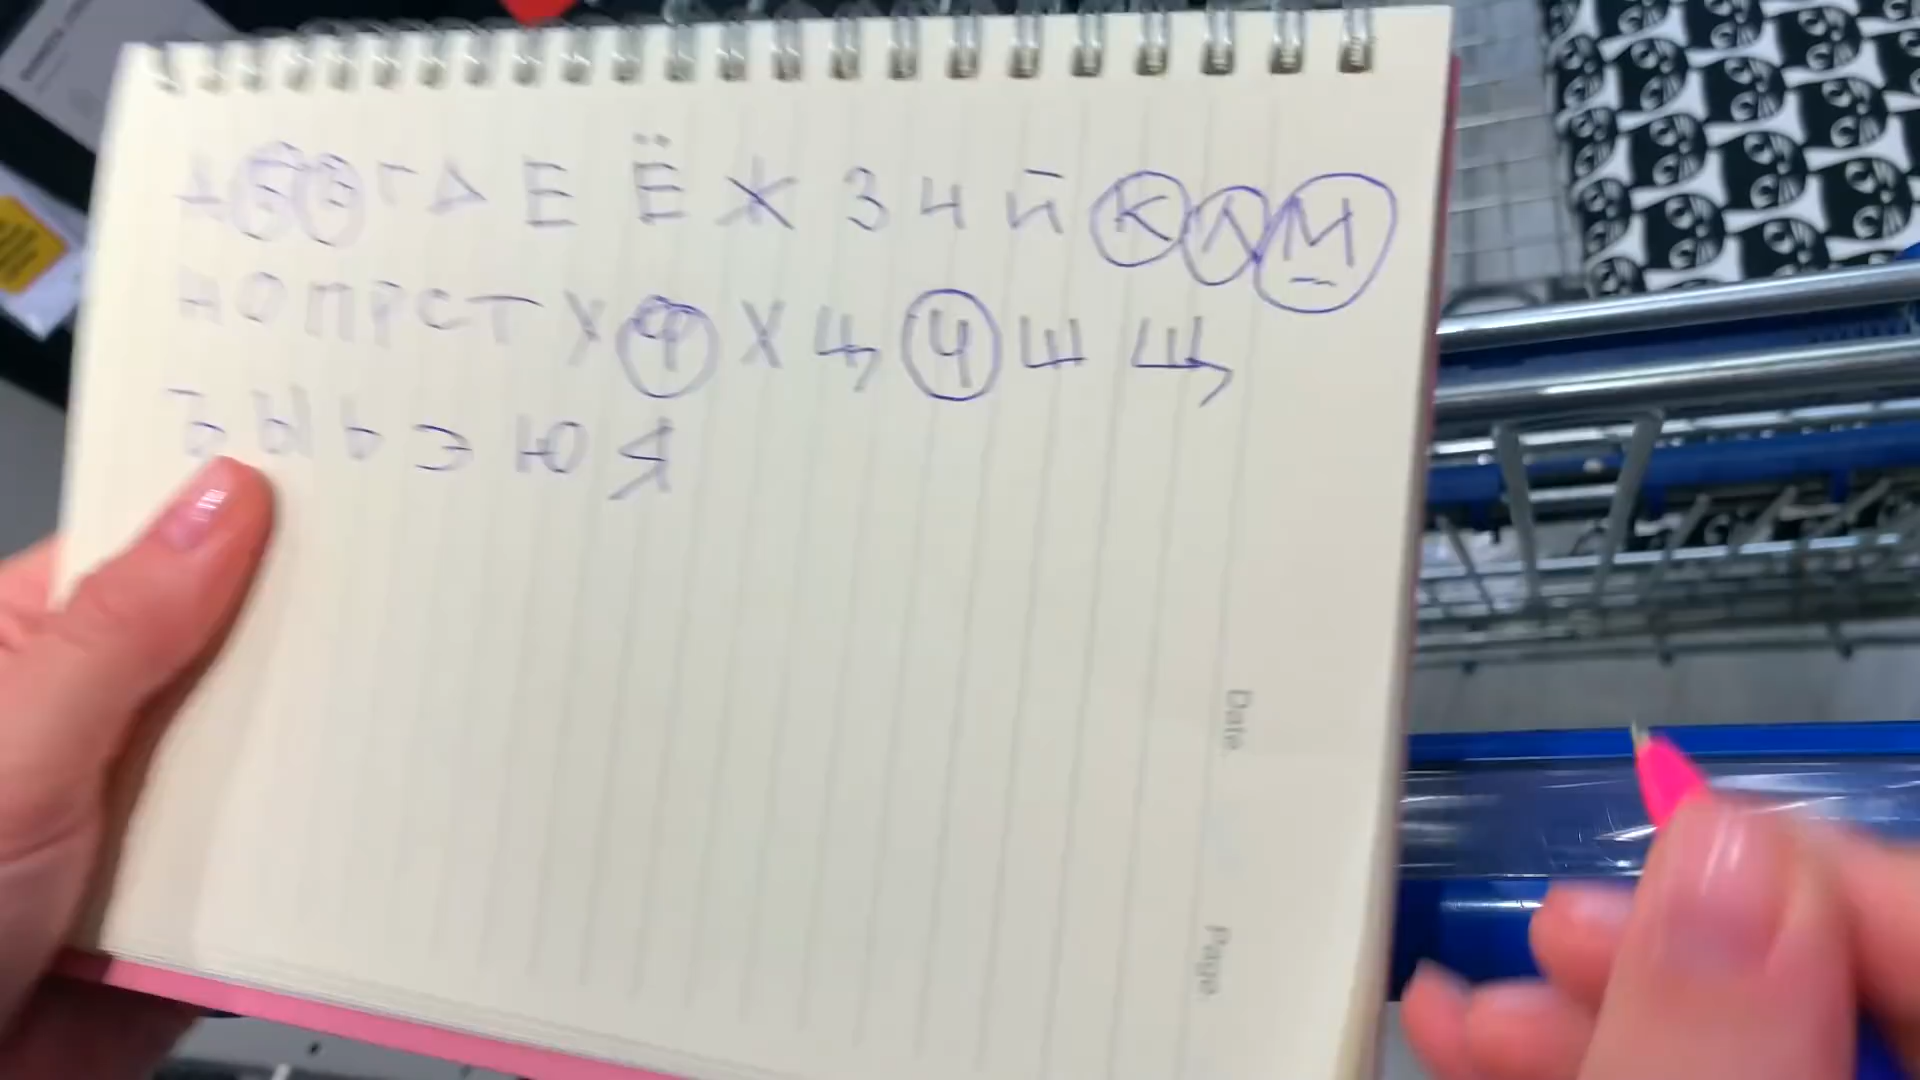 А Б В Г Д Е Ё Ж З И Й К Л М
Н О П Р С Т У Ф Х Ц Ч Ш Щ
Ъ Ы Ь Э Ю Я
Date.
Page.